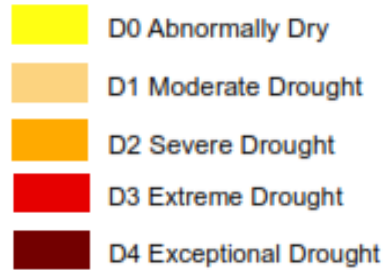 D0 Abnormally Dry
D1 Moderate Drought
D2 Severe Drought
D3 Extreme Drought
D4 Exceptional Drought